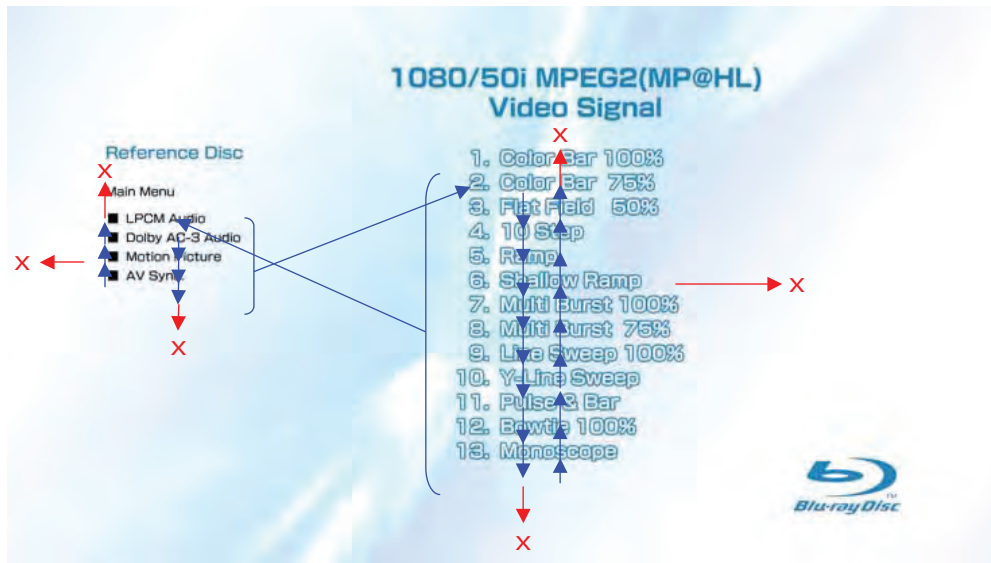 1080/50i MPEG2(MP@HL)
Video Signal
Reference Disc
Main Menu
■ LPCM Audio
■ Dolby AC-3 Audio
■ Motion Picture
■ AV Sync
1. Color Bar 100%
2. Color Bar 75%
3. Flat Field 50%
4. 10 Step
5. Ramp
6. Shallow Ramp
7. Multi Burst 100%
8. Multi Burst 75%
9. Line Sweep 100%
10. Y-Line Sweep
11. Pulse & Bar
12. Bowtie 100%
13. Monoscope
X
X
X
X
X
X
Blu-ray Disc
TM